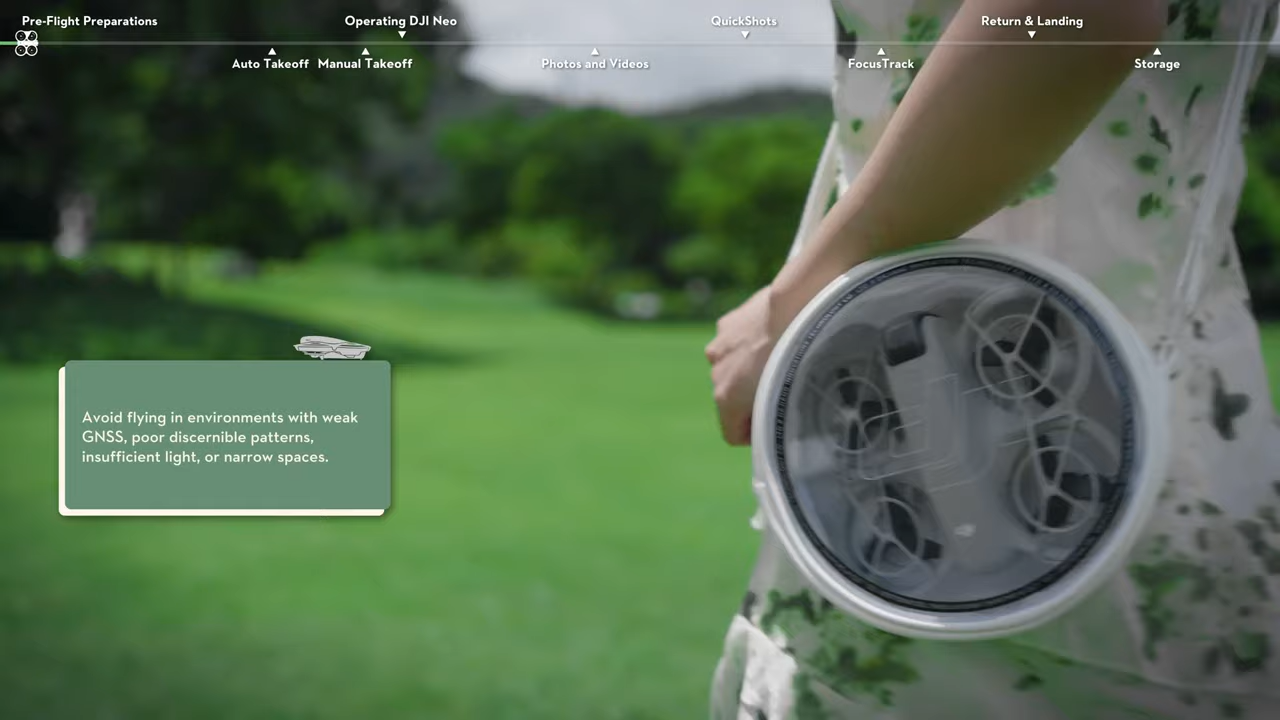 Pre-Flight Preparations
Operating DJI Neo
QuickShots
Return & Landing
Auto Takeoff
Manual Takeoff
Photos and Videos
FocusTrack
Storage
Avoid flying in environments with weak
GNSS, poor discernible patterns,
insufficient light, or narrow spaces.